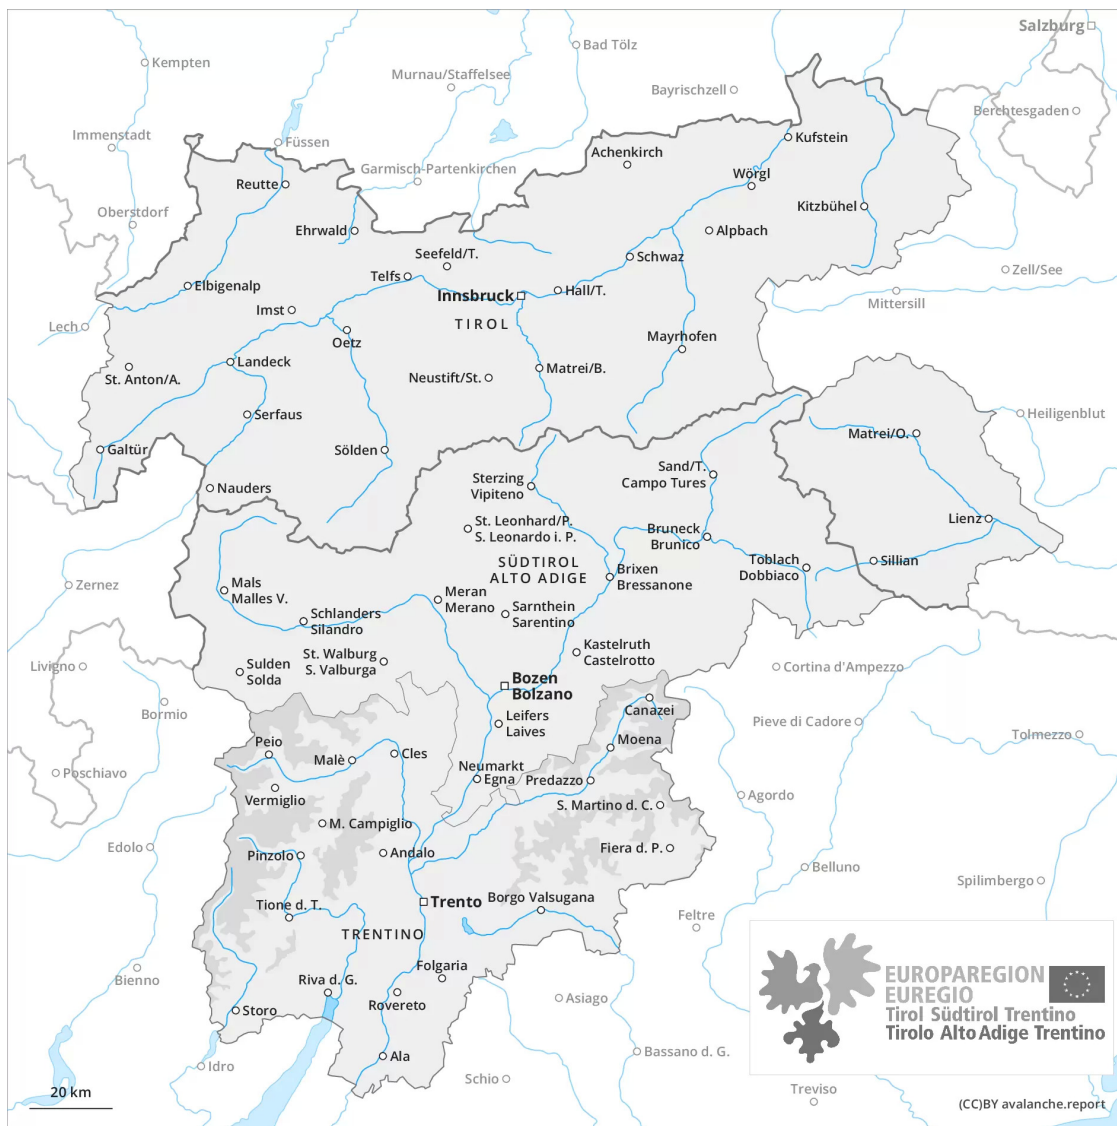 Salzburg
Bad Tölz
Kempten
Murnau/Staffelsee
Bayrischzell
Berchtesgaden
Immenstadt
Füssen
Kufstein
Achenkirch
Garmisch-Partenkirchen
Wörgl
Reutte
Kitzbühel
Oberstdorf
Ehrwald
Alpbach
Seefeld/T.
Schwaz
Zell/See
Telfs
Elbigenalp
Hall/T.
Innsbruck
Mittersill
Imst
TIROL
Lech
Oetz
Mayrhofen
Landeck
Matrei/B.
St. Anton/A.
Neustift/St.
Serfaus
Heiligenblut
Matrei/O.
Galtür
Sölden
Sand/T.
Campo Tures
Sterzing
Vipiteno
Nauders
Lienz
St. Leonhard/P.
S. Leonardo i. P.
Bruneck
Brunico
SÜDTIROL
ALTO ADIGE
Toblach
Dobbiaco
Sillian
Brixen
Bressanone
Zernez
Mals
Malles V.
Meran
Merano
Schlanders
Silandro
Sarnthein
Sarentino
Kastelruth
Castelrotto
St. Walburg
S. Valburga
Livigno
Sulden
Solda
Cortina d'Ampezzo
Bozen
Bolzano
Canazei
Bormio
Leifers
Laives
Pieve di Cadore
Tolmezzo
Moena
Peio
Cles
Malè
Neumarkt
Egna
Poschiavo
Predazzo
Vermiglio
Agordo
S. Martino d. C.
M. Campiglio
Edolo
Pinzolo
Andalo
Fiera d. P.
Belluno
Spilimbergo
Tione d. T.
Trento
Borgo Valsugana
Feltre
TRENTINO
Folgaria
Bienno
Riva d. G.
Rovereto
Asiago
Storo
EUROPAREGION
EUREGIO
Tirol Südtirol Trentino
Tirolo Alto Adige Trentino
Ala
Bassano d. G.
Idro
Schio
Treviso
20 km
(CC)BY avalanche.report